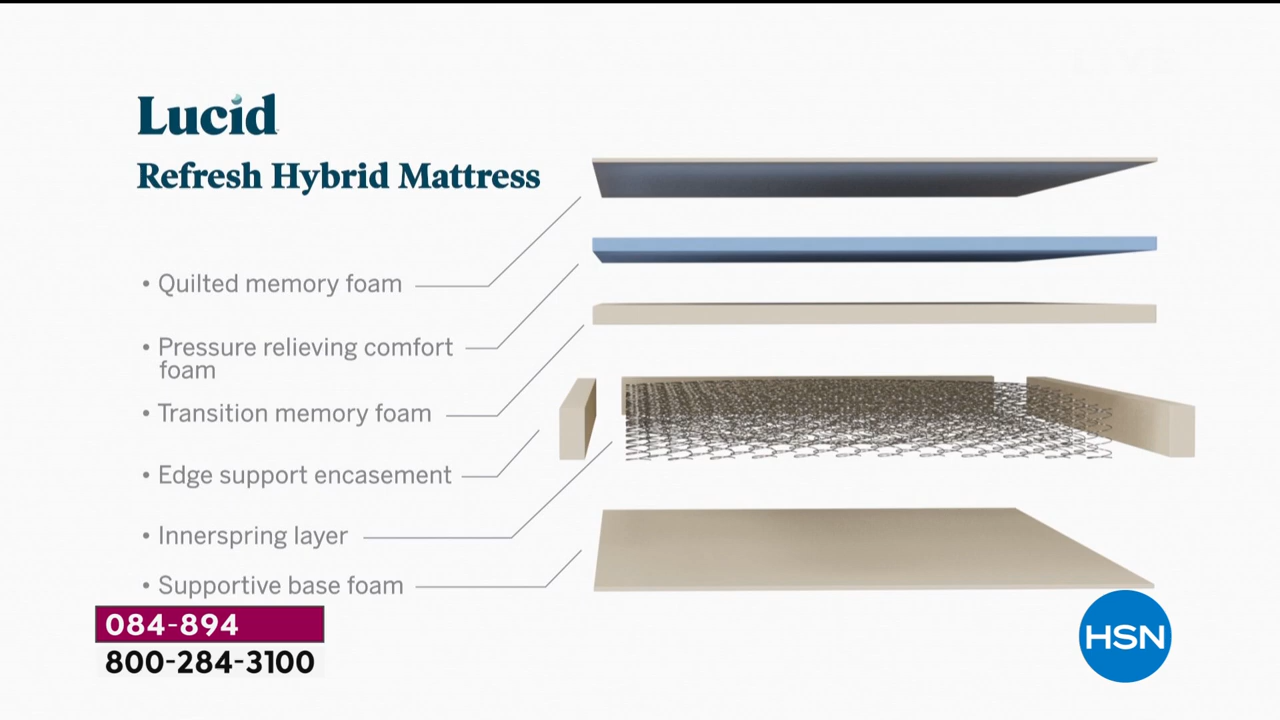 Lucid
Refresh Hybrid Mattress
• Quilted memory foam
• Pressure relieving comfort
foam
• Transition memory foam
• Edge support encasement
• Innerspring layer
• Supportive base foam
084-894
800-284-3100
HSN